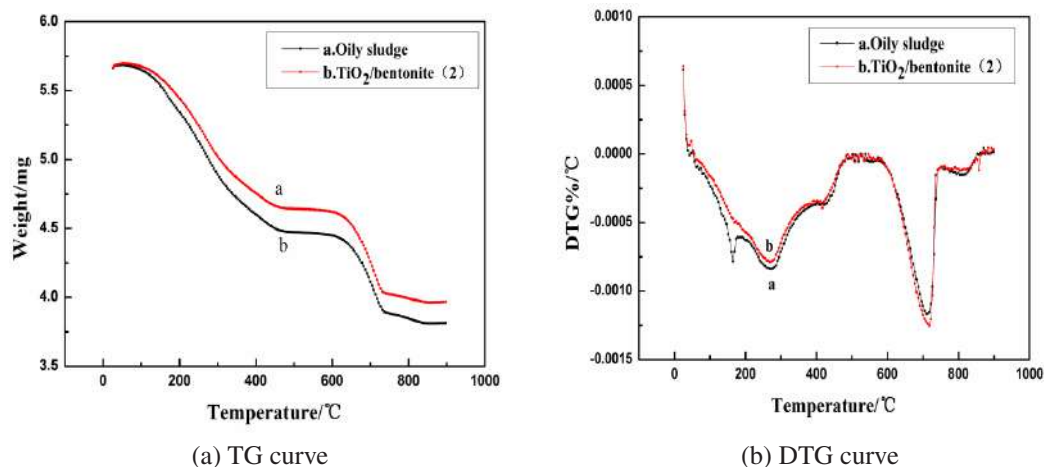 6.0
5.5
5.0
4.5
4.0
3.5
0 200 400 600 800 1000
Weight/mg
Temperature/℃
a.Oily sludge
b.TiO2/bentonite（2）
a
b
(a) TG curve
0.0010
0.0005
0.0000
-0.0005
-0.0010
-0.0015
0 200 400 600 800 1000
DTG%/℃
Temperature/℃
a.Oily sludge
b.TiO2/bentonite（2）
b
a
(b) DTG curve